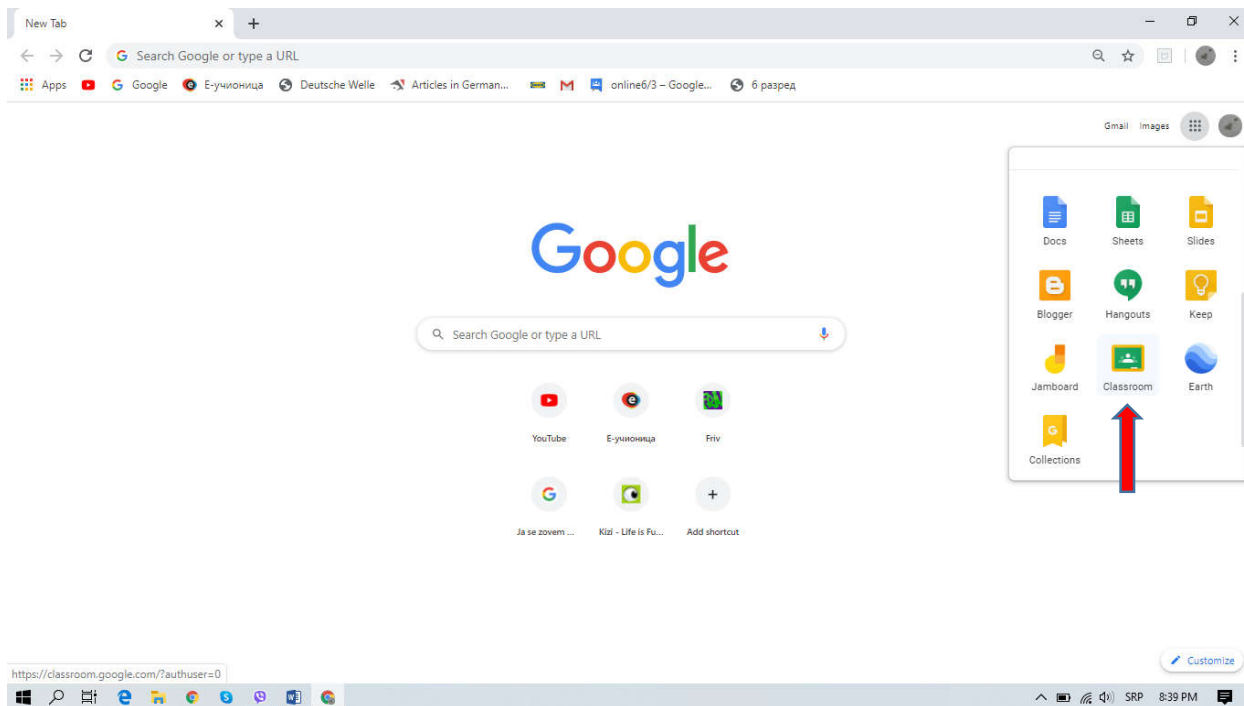 New Tab
Search Google or type a URL
Apps Google Е-учионица Deutsche Welle Articles in German... online6/3 – Google... 6 разред
Gmail Images
Docs Sheets Slides
Google
Blogger Hangouts Keep
Search Google or type a URL
Jamboard Classroom Earth
YouTube Е-учионица Friv
Collections
Ja se zovem ... Kizi - Life is Fu... Add shortcut
Customize
https://classroom.google.com/?authuser=0
SRP 8:39 PM